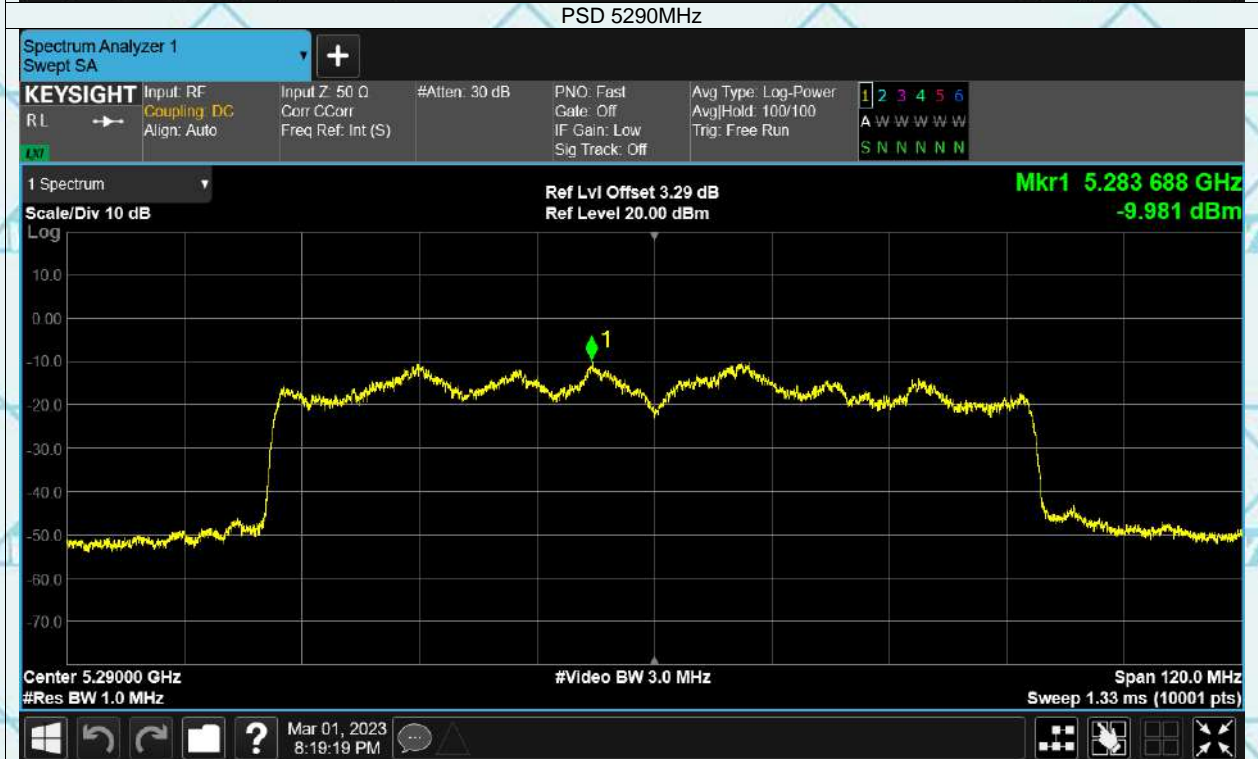 PSD 5290MHz
Spectrum Analyzer 1
Swept SA
+
KEYSIGHT
RL
LXI
Input: RF
Coupling: DC
Align: Auto
Input Z: 50 Ω
Corr CCorr
Freq Ref: Int (S)
#Atten: 30 dB
PNO: Fast
Gate: Off
IF Gain: Low
Sig Track: Off
Avg Type: Log-Power
Avg|Hold: 100/100
Trig: Free Run
1 2 3 4 5 6
A W W W W W
S N N N N N
1 Spectrum
Scale/Div 10 dB
Ref Lvl Offset 3.29 dB
Ref Level 20.00 dBm
Mkr1 5.283 688 GHz
-9.981 dBm
Log
10.0
0.00
-10.0
-20.0
-30.0
-40.0
-50.0
-60.0
-70.0
1
Center 5.29000 GHz
#Res BW 1.0 MHz
#Video BW 3.0 MHz
Span 120.0 MHz
Sweep 1.33 ms (10001 pts)
?
Mar 01, 2023
8:19:19 PM